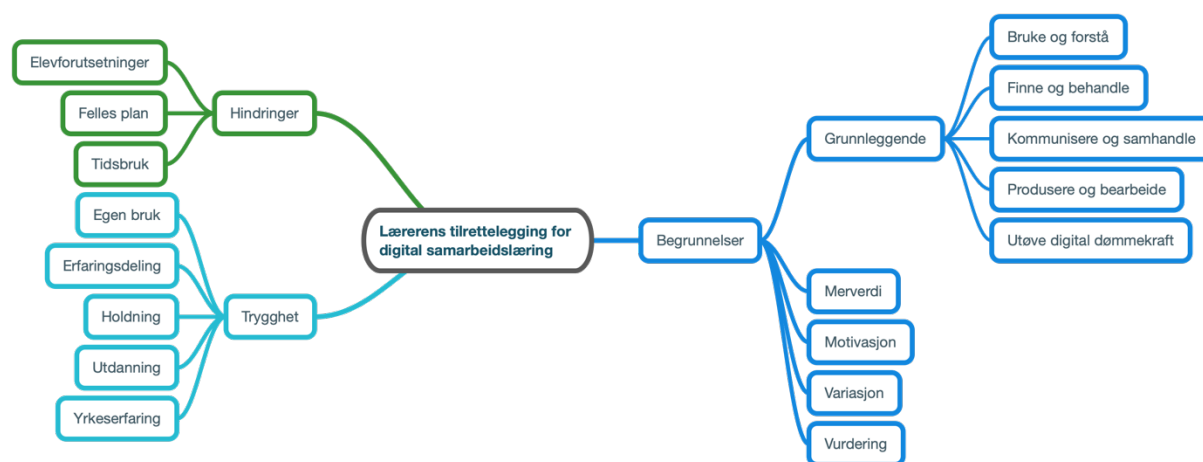 Elevforutsetninger
Felles plan
Tidsbruk
Hindringer
Egen bruk
Erfaringsdeling
Holdning
Utdanning
Yrkeserfaring
Trygghet
Lærerens tilrettelegging for
digital samarbeidslæring
Begrunnelser
Grunnleggende
Bruke og forstå
Finne og behandle
Kommunisere og samhandle
Produsere og bearbeide
Utøve digital dømmekraft
Merverdi
Motivasjon
Variasjon
Vurdering